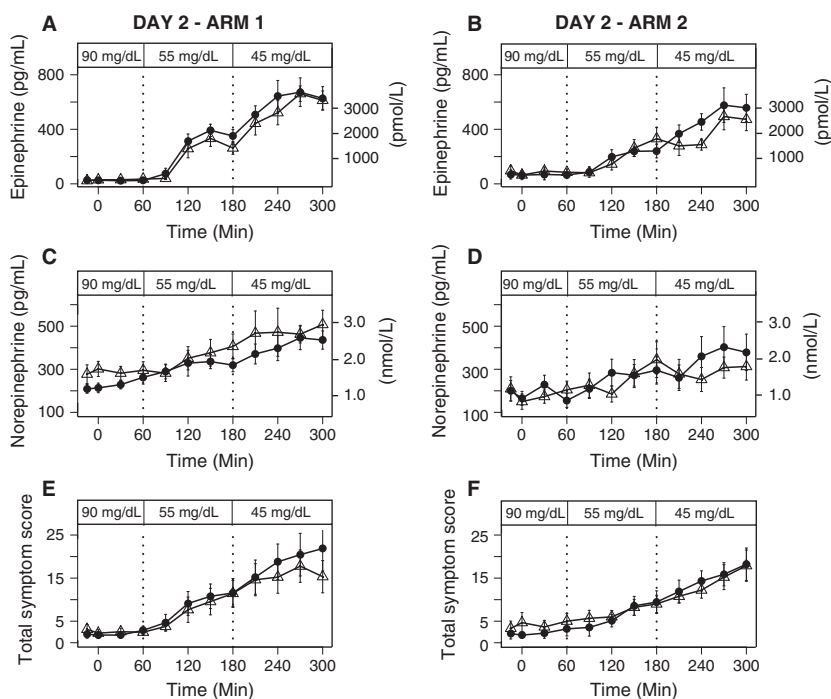 DAY 2 - ARM 1
A
90 mg/dL 55 mg/dL 45 mg/dL
Epinephrine (pg/mL)
800
400
0
3000
2000
1000
(pmol/L)
0 60 120 180 240 300
Time (Min)
DAY 2 - ARM 2
B
90 mg/dL 55 mg/dL 45 mg/dL
Epinephrine (pg/mL)
800
400
0
3000
2000
1000
(pmol/L)
0 60 120 180 240 300
Time (Min)
C
90 mg/dL 55 mg/dL 45 mg/dL
Norepinephrine (pg/mL)
500
300
100
3.0
2.0
1.0
(nmol/L)
0 60 120 180 240 300
Time (Min)
D
90 mg/dL 55 mg/dL 45 mg/dL
Norepinephrine (pg/mL)
500
300
100
3.0
2.0
1.0
(nmol/L)
0 60 120 180 240 300
Time (Min)
E
90 mg/dL 55 mg/dL 45 mg/dL
Total symptom score
25
15
5
0
0 60 120 180 240 300
Time (Min)
F
90 mg/dL 55 mg/dL 45 mg/dL
Total symptom score
25
15
5
0
0 60 120 180 240 300
Time (Min)